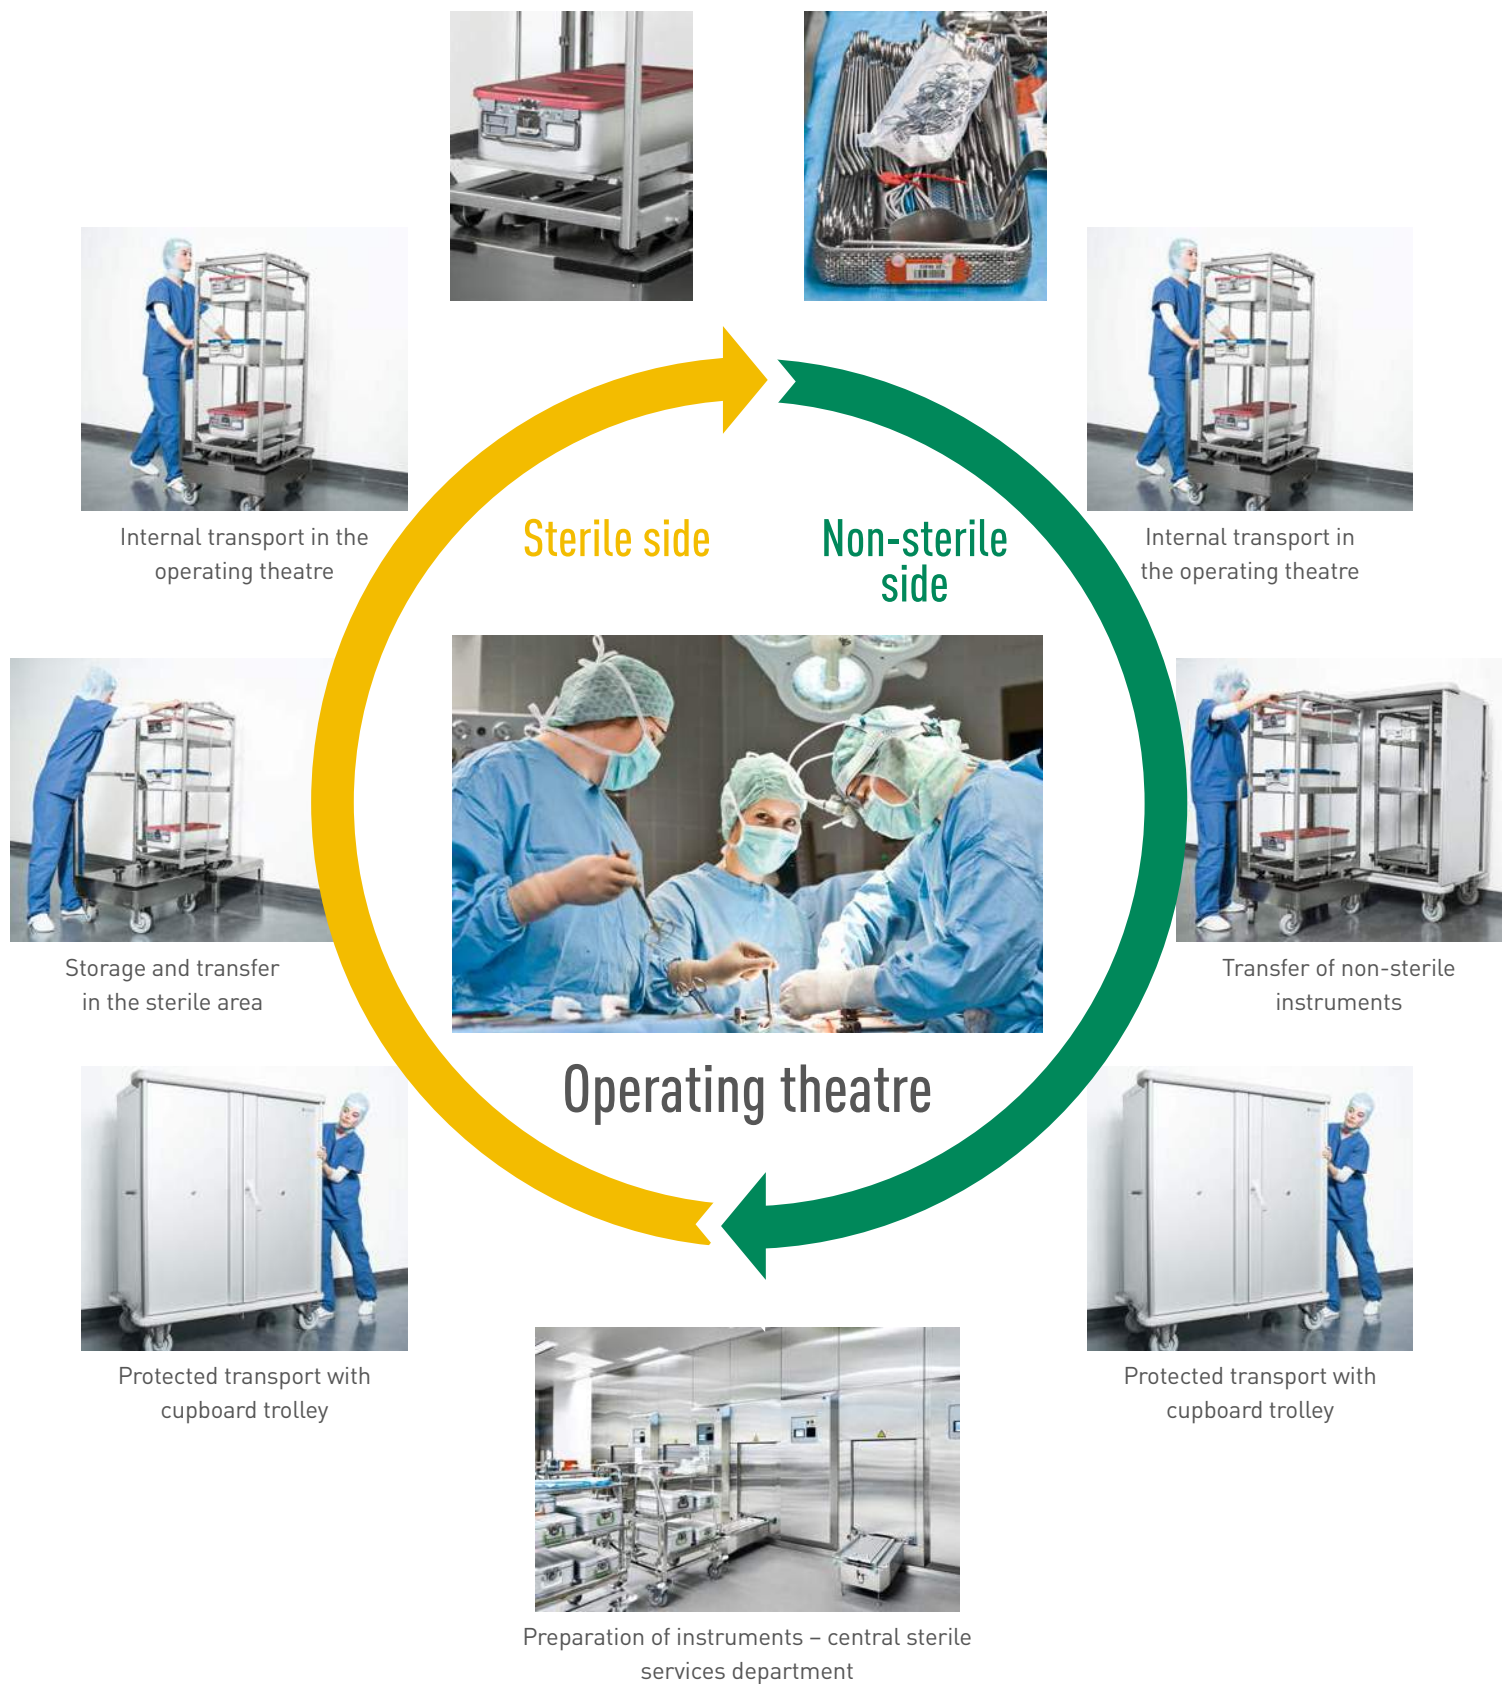 Internal transport in the
operating theatre
Internal transport in
the operating theatre
Sterile side
Non-sterile
side
Storage and transfer
in the sterile area
Transfer of non-sterile
instruments
Operating theatre
Protected transport with
cupboard trolley
Protected transport with
cupboard trolley
Preparation of instruments – central sterile
services department